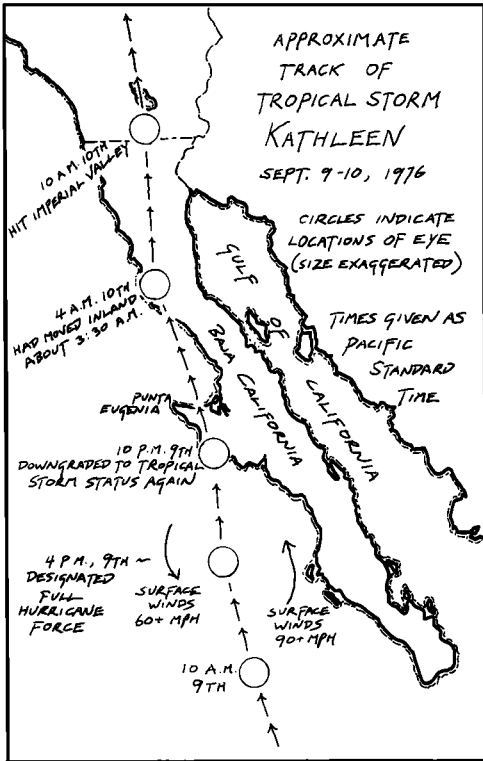 APPROXIMATE
TRACK OF
TROPICAL STORM
KATHLEEN
SEPT. 9-10, 1976
CIRCLES INDICATE
LOCATIONS OF EYE
(SIZE EXAGGERATED)
TIMES GIVEN AS
PACIFIC
STANDARD
TIME
10 A.M. 10TH
HIT IMPERIAL VALLEY
GULF
OF
CALIFORNIA
4 A.M. 10TH
HAD MOVED INLAND
ABOUT 3:30 A.M.
BAJA
CALIFORNIA
PUNTA
EUGENIA
10 P.M. 9TH
DOWNGRADED TO TROPICAL
STORM STATUS AGAIN
4 P.M., 9TH ~
DESIGNATED
FULL
HURRICANE
FORCE
SURFACE
WINDS
60+ MPH
SURFACE
WINDS
90+ MPH
10 A.M.
9TH